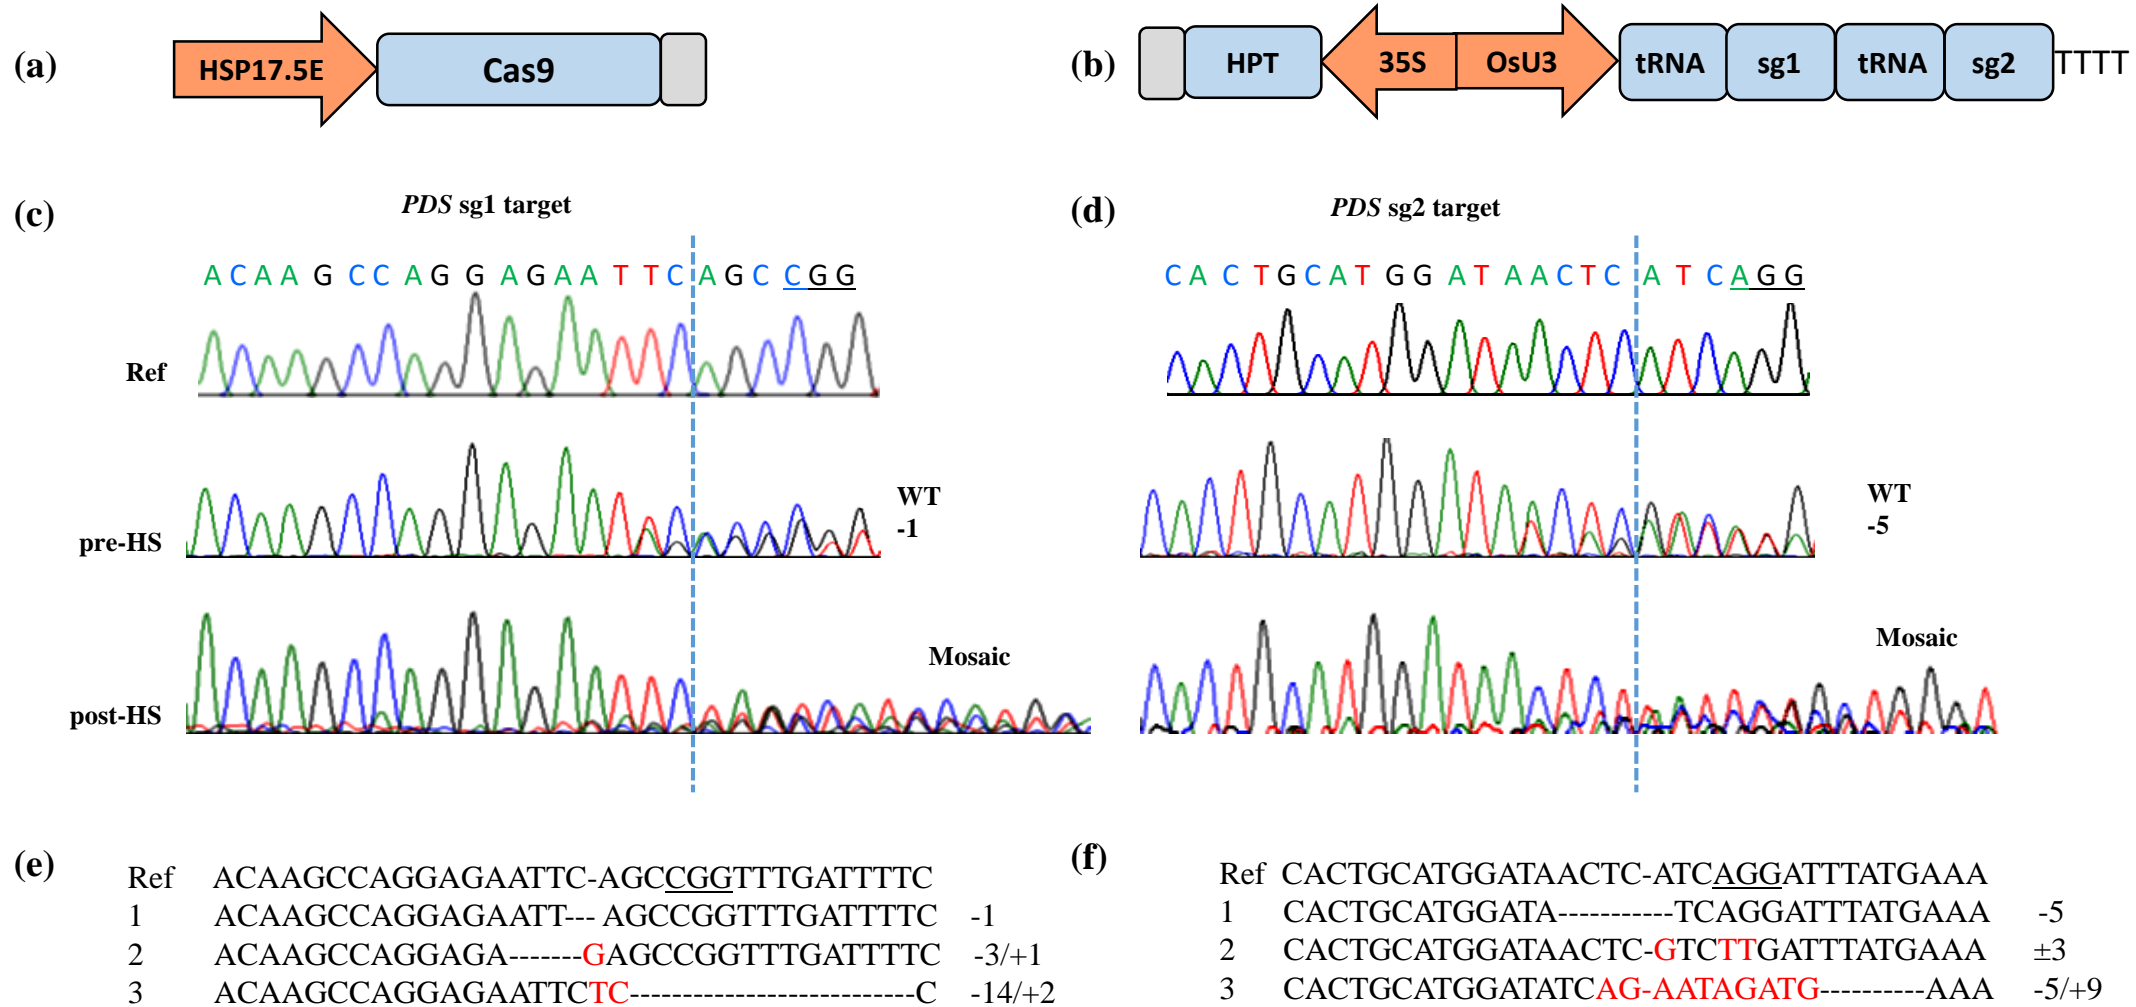 (a) HSP17.5E Cas9
(b) HPT 35S OsU3 tRNA sg1 tRNA sg2 TTTT
(c) PDS sg1 target
ACAAGCCAGGAGAATTCAGCCGG
Ref
pre-HS
WT
-1
post-HS
Mosaic
(d) PDS sg2 target
CACTGCATGGATAACTCATCAGG
WT
-5
Mosaic
(e)
Ref ACAAGCCAGGAGAATTC-AGCCGGTTTGATTTTC
1 ACAAGCCAGGAGAATT--- AGCCGGTTTGATTTTC -1
2 ACAAGCCAGGAGA-------GAGCCGGTTTGATTTTC -3/+1
3 ACAAGCCAGGAGAATTCTC---------------------------C -14/+2
(f)
Ref CACTGCATGGATAACTC-ATCAGGATTTATGAAA
1 CACTGCATGGATA-----------TCAGGATTTATGAAA -5
2 CACTGCATGGATAACTC-GTCTTGATTTATGAAA ±3
3 CACTGCATGGATATCAG-AATAGATG----------AAA -5/+9